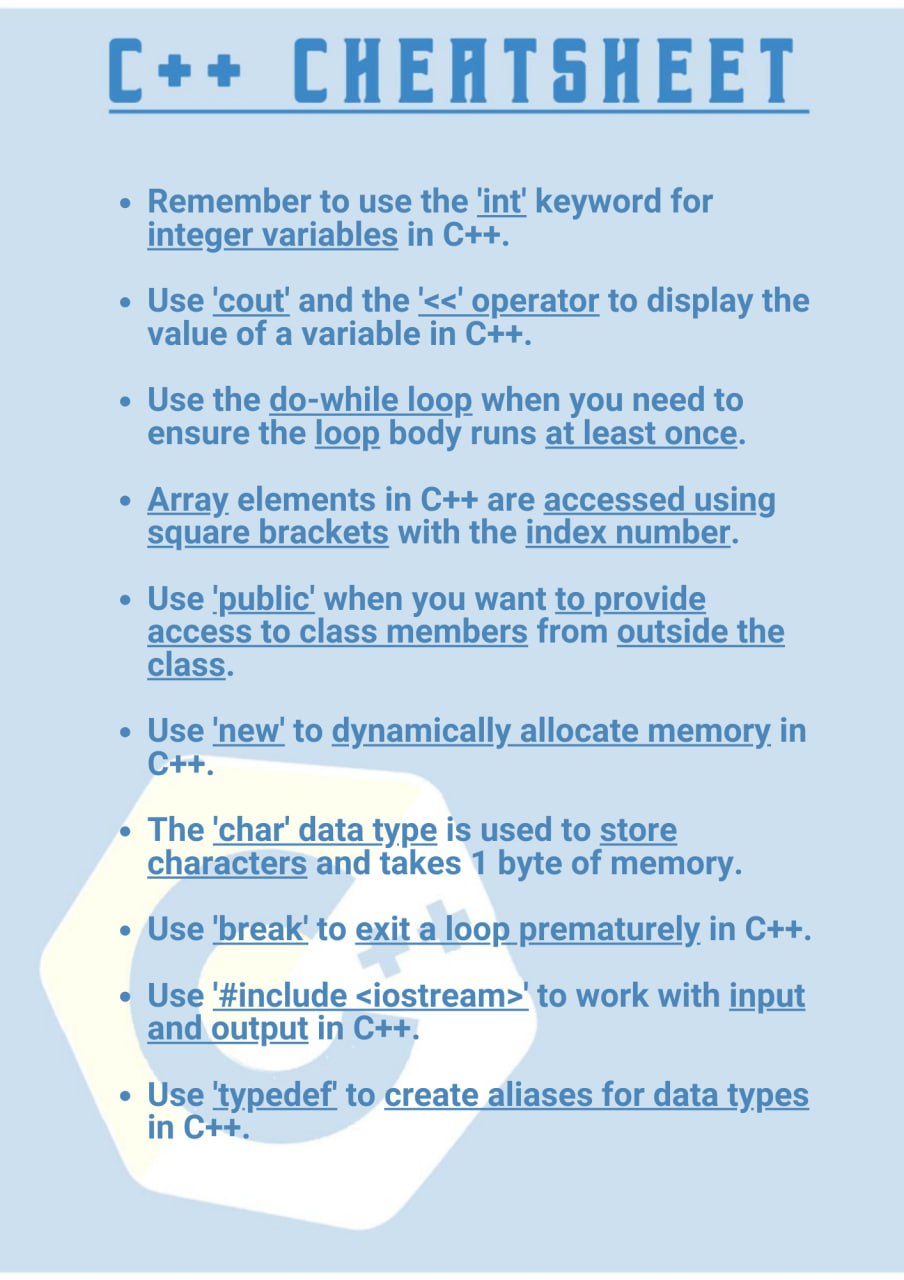 C++ CHEATSHEET
• Remember to use the 'int' keyword for
integer variables in C++.
• Use 'cout' and the '<<' operator to display the
value of a variable in C++.
• Use the do-while loop when you need to
ensure the loop body runs at least once.
• Array elements in C++ are accessed using
square brackets with the index number.
• Use 'public' when you want to provide
access to class members from outside the
class.
• Use 'new' to dynamically allocate memory in
C++.
• The 'char' data type is used to store
characters and takes 1 byte of memory.
• Use 'break' to exit a loop prematurely in C++.
• Use '#include <iostream>' to work with input
and output in C++.
• Use 'typedef' to create aliases for data types
in C++.
++